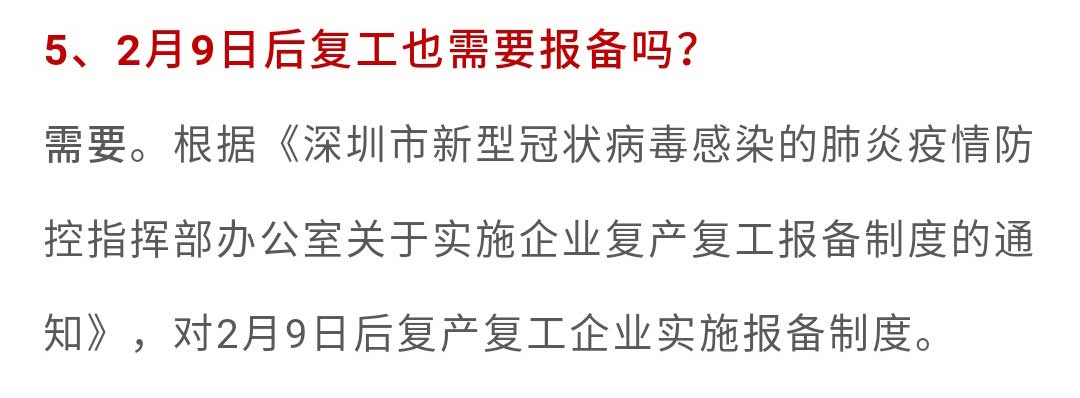 5、2月9日后复工也需要报备吗？
需要。根据《深圳市新型冠状病毒感染的肺炎疫情防
控指挥部办公室关于实施企业复产复工报备制度的通
知》，对2月9日后复产复工企业实施报备制度。